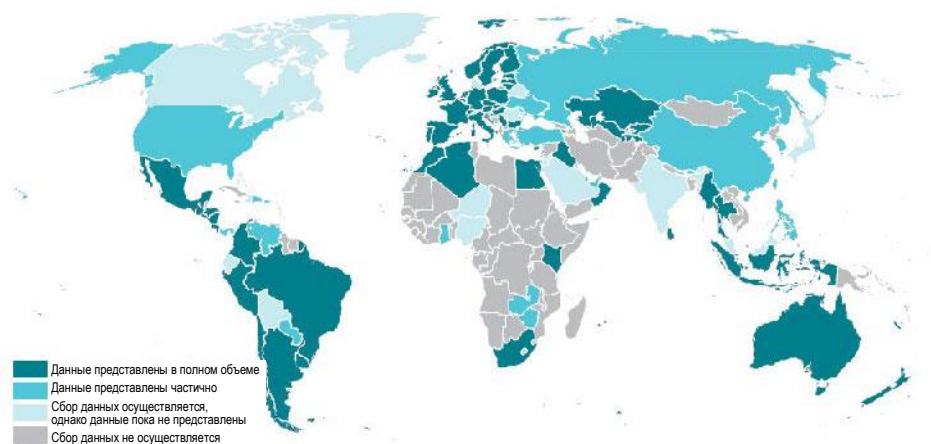 Данные представлены в полном объеме
Данные представлены частично
Сбор данных осуществляется,
однако данные пока не представлены
Сбор данных не осуществляется